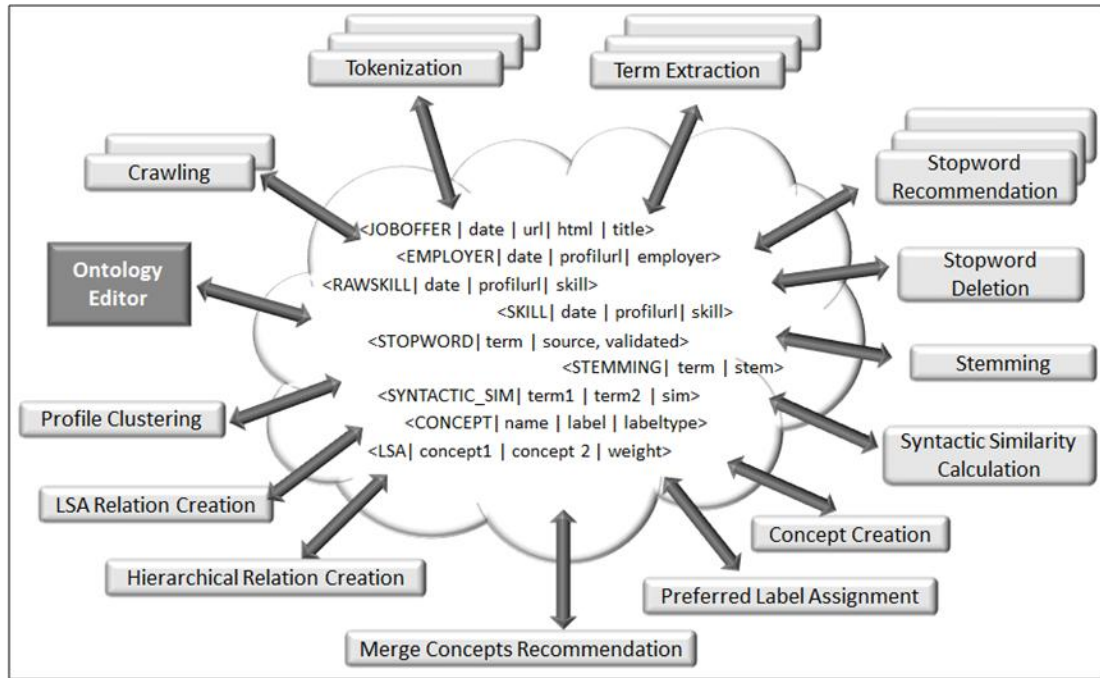 Tokenization
Term Extraction
Crawling
Stopword
Recommendation
<JOBOFFER | date | url| html | title>
<EMPLOYER| date | profilurl| employer>
Ontology
Editor
<RAWSKILL| date | profilurl| skill>
Stopword
Deletion
<SKILL| date | profilurl| skill>
<STOPWORD| term | source, validated>
<STEMMING| term | stem>
Stemming
<SYNTACTIC_SIM| term1 | term2 | sim>
Profile Clustering
<CONCEPT| name | label | labeltype>
<LSA| concept1 | concept 2 | weight>
Syntactic Similarity
Calculation
LSA Relation Creation
Concept Creation
Hierarchical Relation Creation
Preferred Label Assignment
Merge Concepts Recommendation